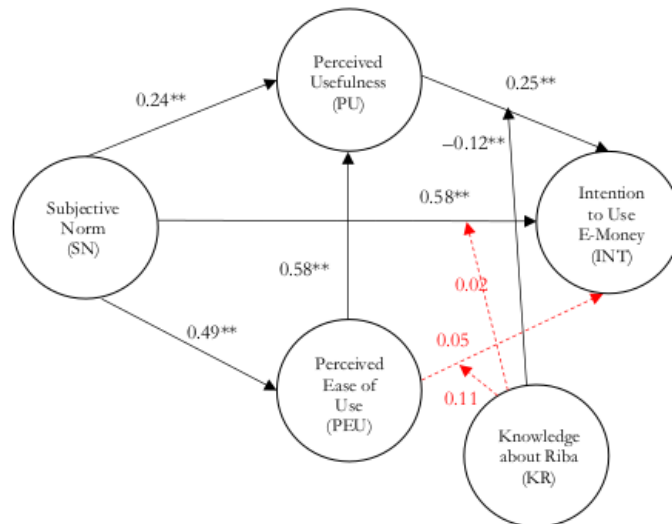 Perceived
Usefulness
(PU)
0.24**
0.25**
–0.12**
Subjective
Norm
(SN)
0.58**
Intention
to Use
E-Money
(INT)
0.58**
0.02
0.49**
0.05
Perceived
Ease of
Use
(PEU)
0.11
Knowledge
about Riba
(KR)